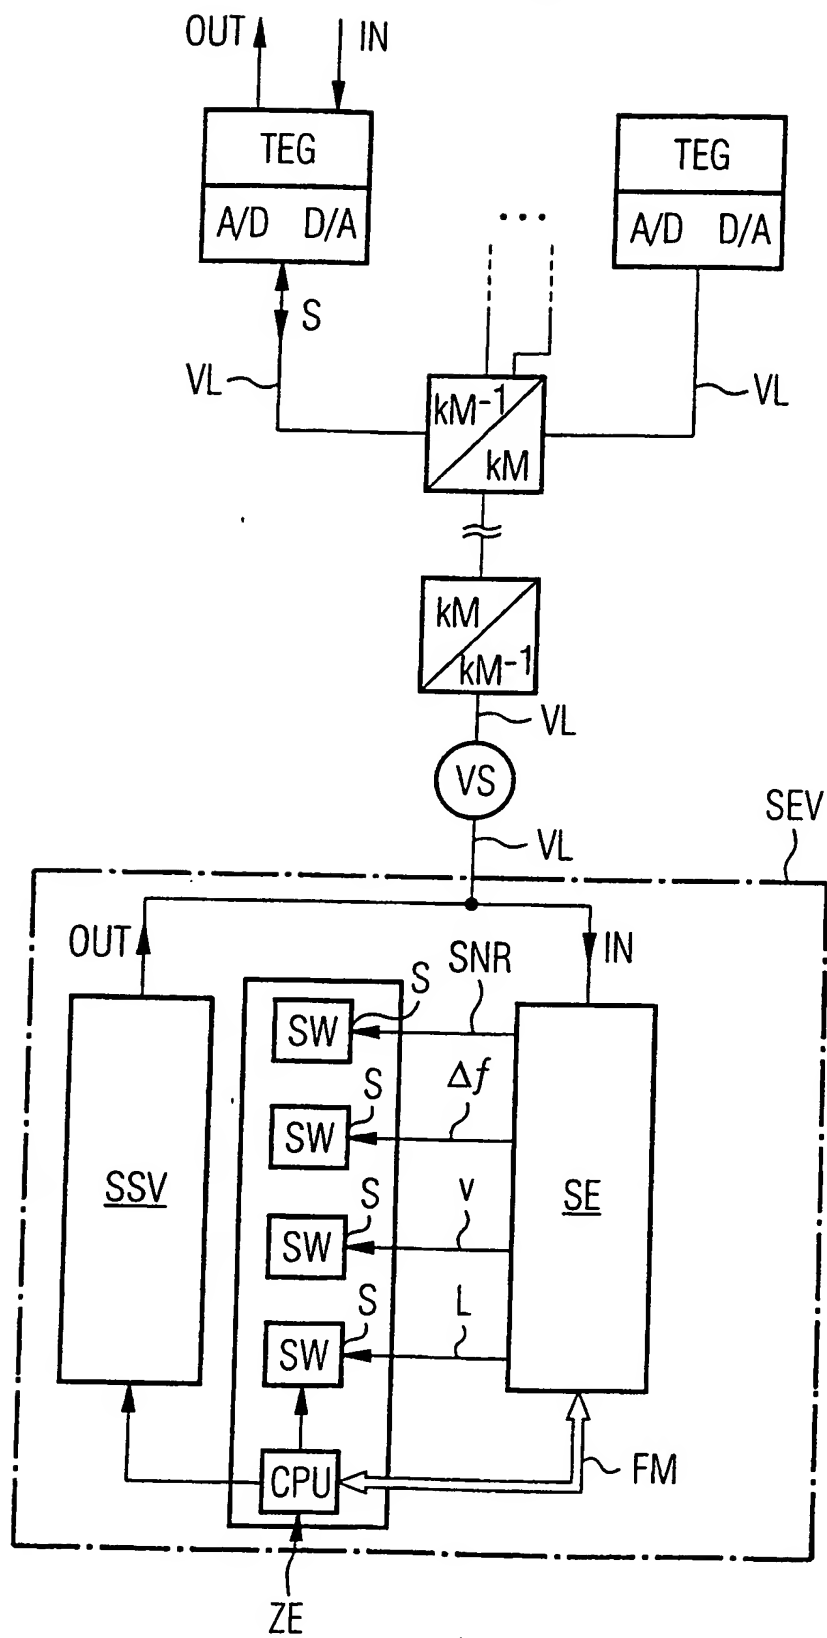 OUT IN
TEG TEG
A/D D/A A/D D/A
...
S
VL VL
kM-1
kM
kM
kM-1
VL
VS
SEV
VL
OUT IN
SNR
S
SW
Δf
S
SW
SSV SE
v
S
SW
L
S
SW
CPU FM
ZE